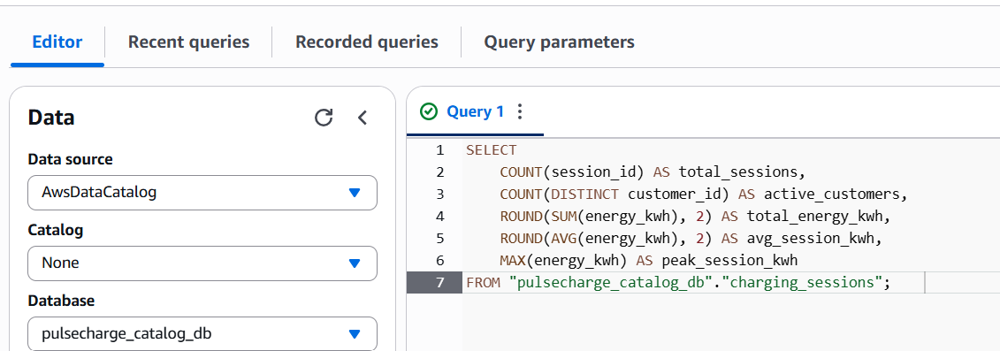 Editor
Recent queries
Recorded queries
Query parameters
Data
Data source
AwsDataCatalog
Catalog
None
Database
pulsecharge_catalog_db
Query 1
1 SELECT
2 COUNT(session_id) AS total_sessions,
3 COUNT(DISTINCT customer_id) AS active_customers,
4 ROUND(SUM(energy_kwh), 2) AS total_energy_kwh,
5 ROUND(AVG(energy_kwh), 2) AS avg_session_kwh,
6 MAX(energy_kwh) AS peak_session_kwh
7 FROM "pulsecharge_catalog_db"."charging_sessions";